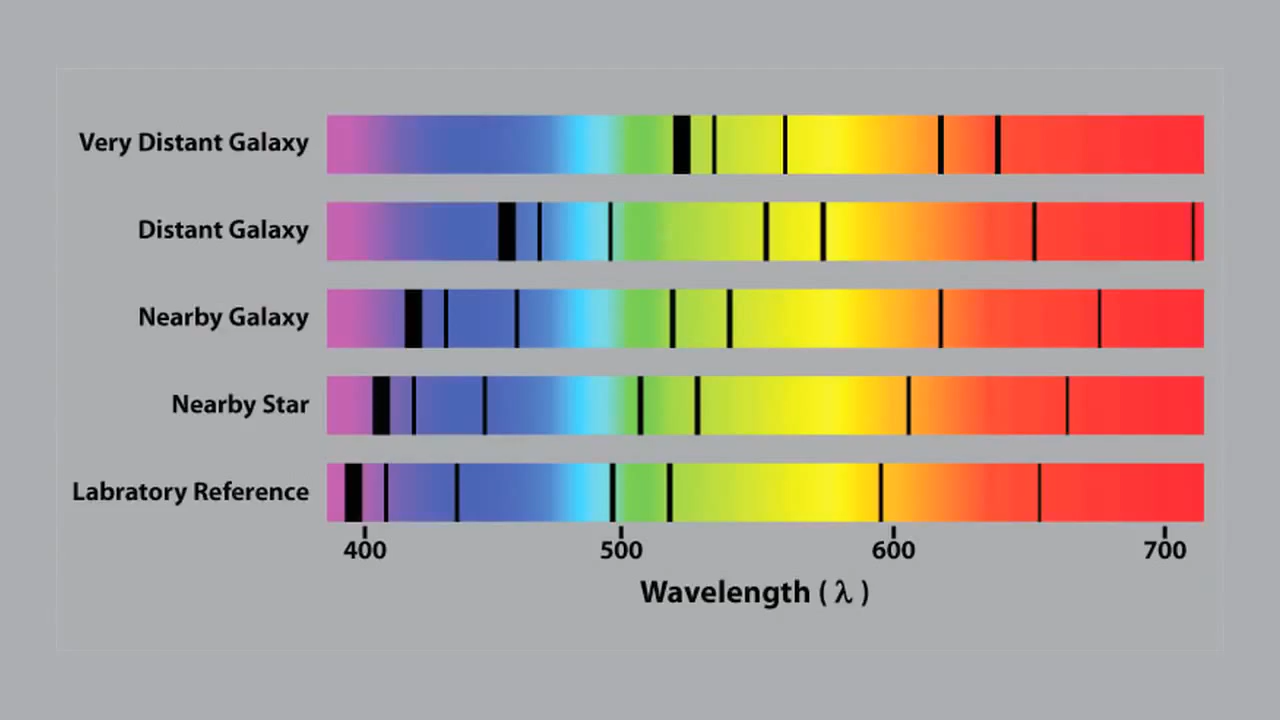 Very Distant Galaxy
Distant Galaxy
Nearby Galaxy
Nearby Star
Labratory Reference
400 500 600 700
Wavelength ( λ )